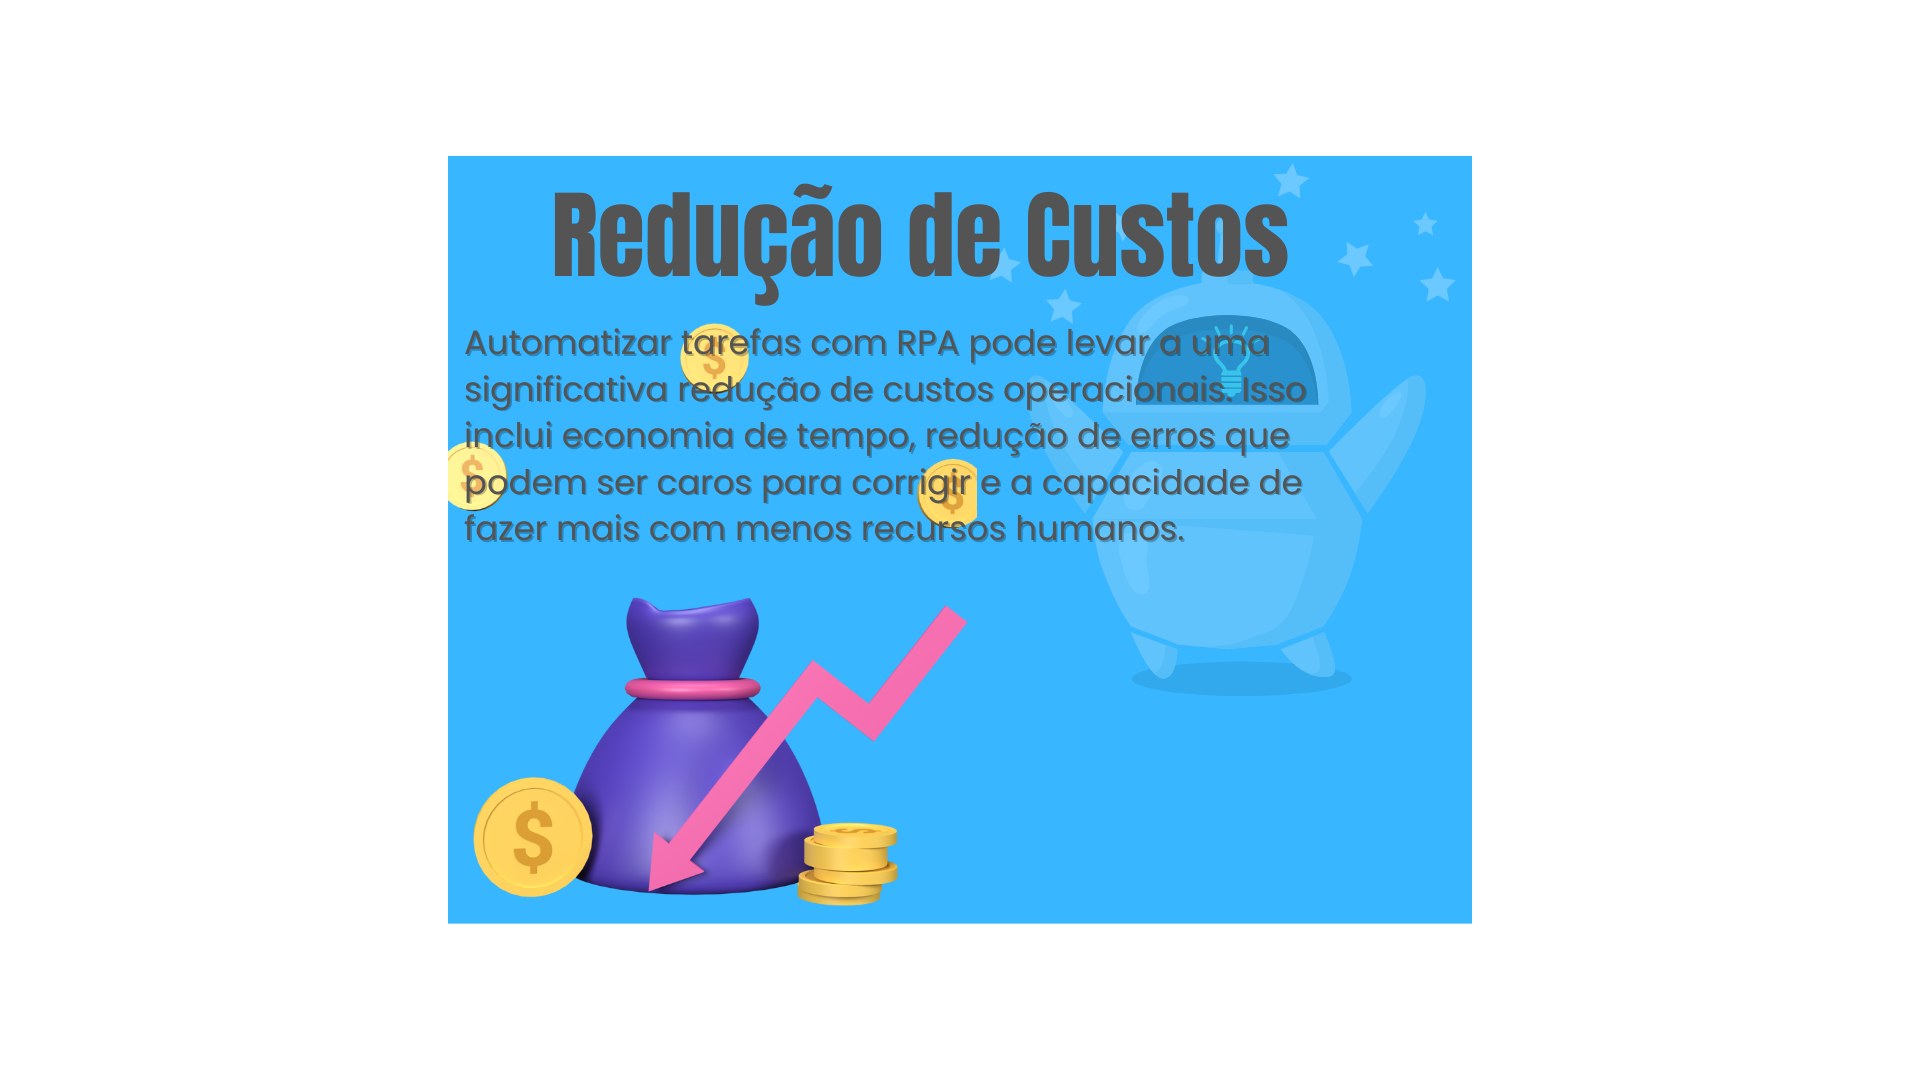 Redução de Custos
Automatizar tarefas com RPA pode levar a uma
significativa redução de custos operacionais. Isso
inclui economia de tempo, redução de erros que
podem ser caros para corrigir e a capacidade de
fazer mais com menos recursos humanos.
$
$
$
$